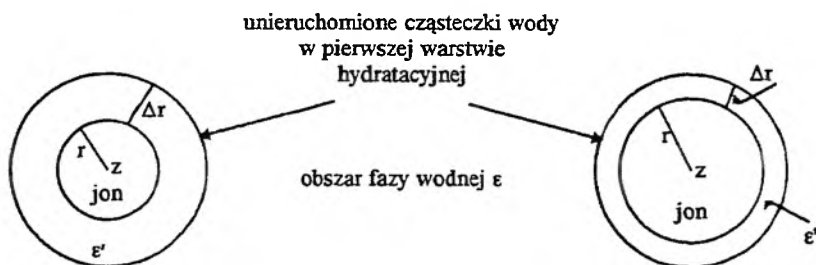 unieruchomione cząsteczki wody
w pierwszej warstwie
hydratacyjnej
Δr
r
z
jon
ε'
obszar fazy wodnej ε
Δr
r
z
jon
ε'